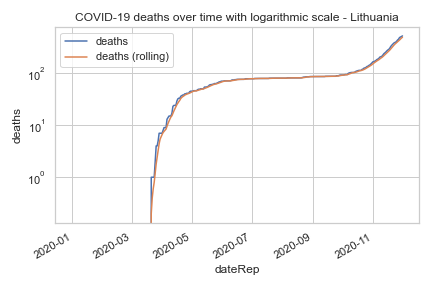 COVID-19 deaths over time with logarithmic scale - Lithuania
deaths
deaths (rolling)
10²
10¹
10⁰
deaths
2020-01
2020-03
2020-05
2020-07
2020-09
2020-11
dateRep